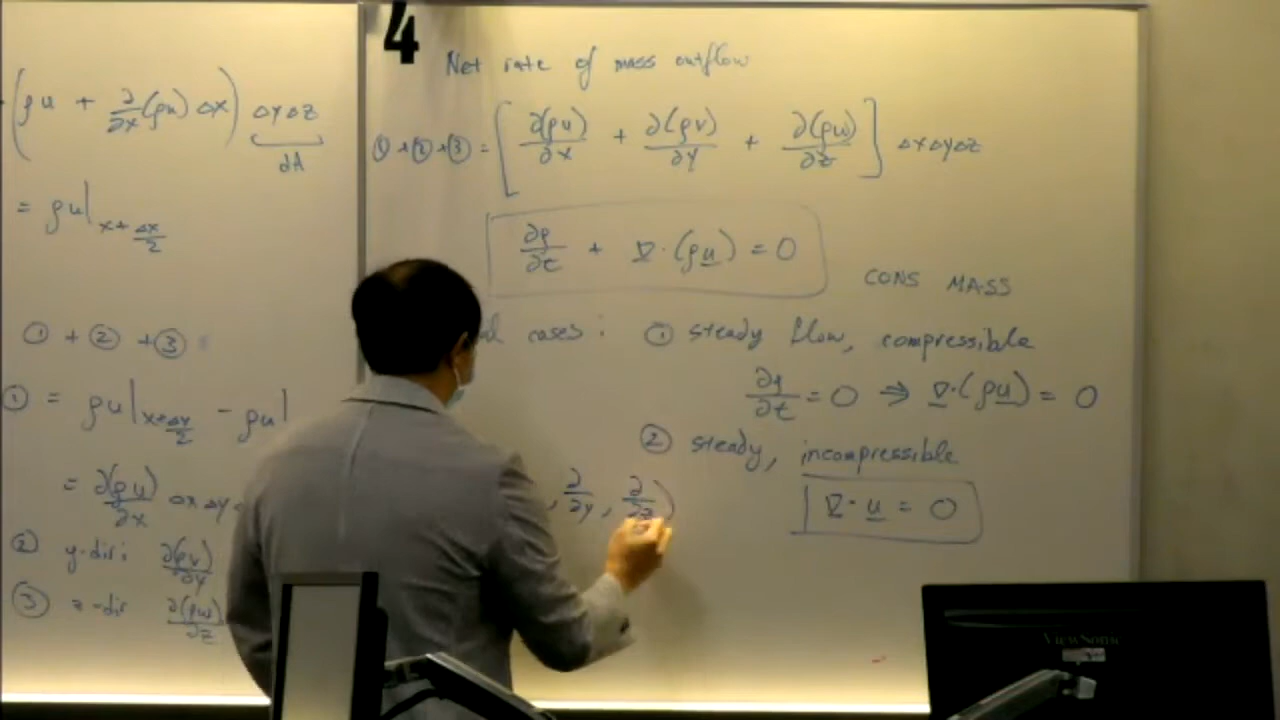 (ρu + ∂/∂x (ρu) Δx) ΔyΔz
dA
= ρu|x+Δx/2
① + ② + ③
① = ρu|x+Δx/2 - ρu|
= ∂(ρu)/∂x Δx Δy
② y-dir: ∂(ρv)/∂y
③ z-dir ∂(ρw)/∂z
4
Net rate of mass outflow
①+②+③ = [∂(ρu)/∂x + ∂(ρv)/∂y + ∂(ρw)/∂z] ΔxΔyΔz
∂ρ/∂t + ∇·(ρu) = 0
CONS MASS
cases: ① steady flow, compressible
∂ρ/∂t = 0 ⇒ ∇·(ρu) = 0
② steady, incompressible
, ∂/∂y, ∂/∂z)
∇·u = 0
ViewSonic